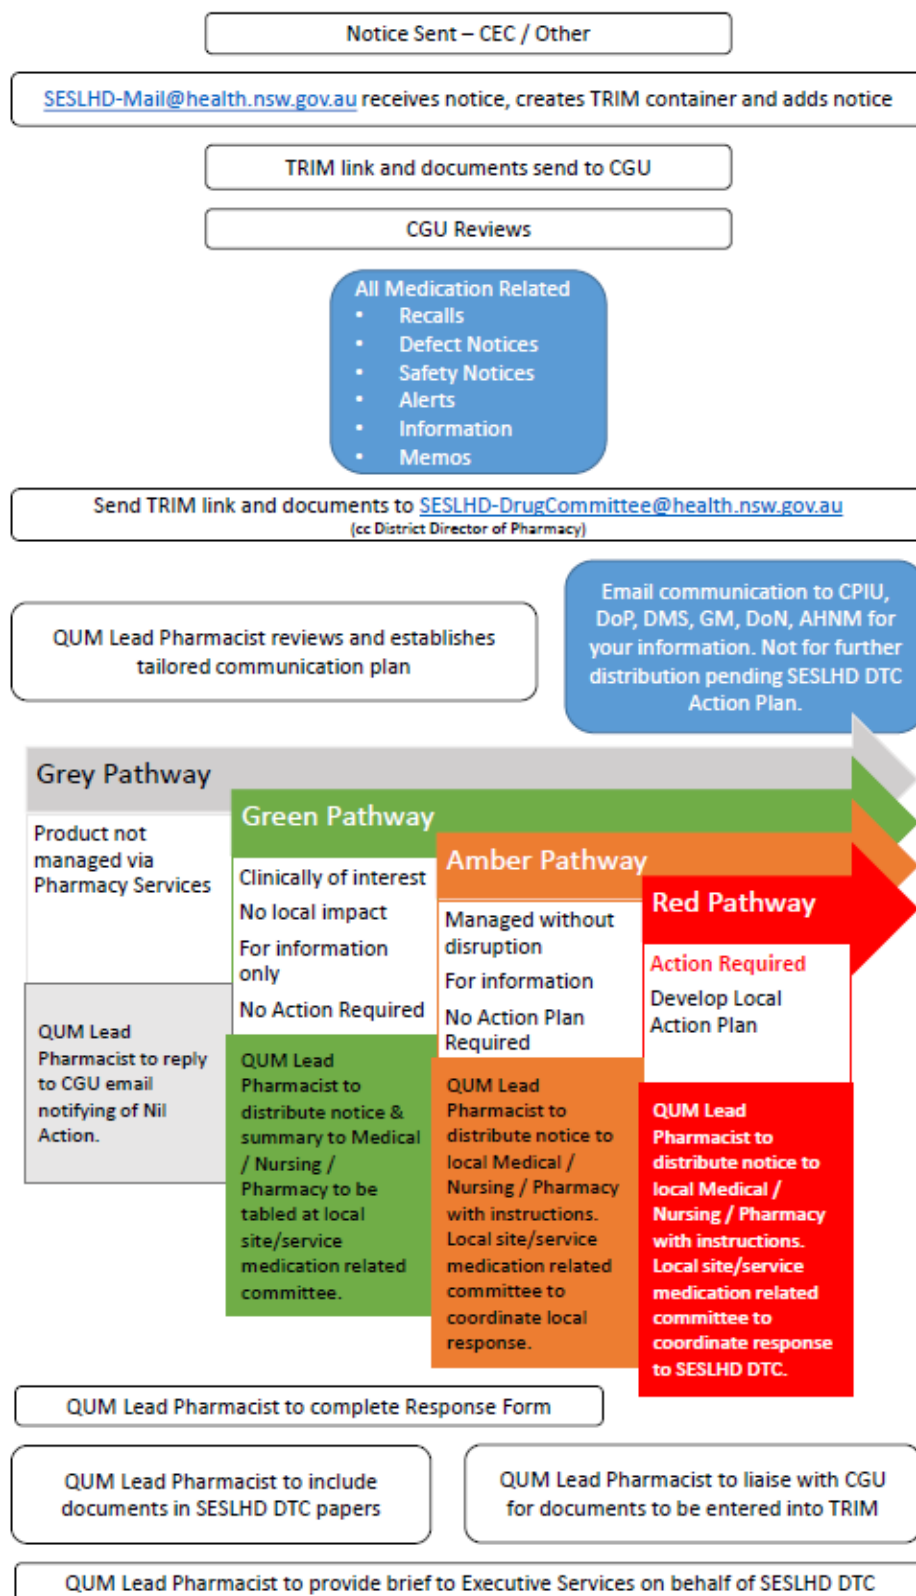 Notice Sent – CEC / Other
SESLHD-Mail@health.nsw.gov.au receives notice, creates TRIM container and adds notice
TRIM link and documents send to CGU
CGU Reviews
All Medication Related
• Recalls
• Defect Notices
• Safety Notices
• Alerts
• Information
• Memos
Send TRIM link and documents to SESLHD-DrugCommittee@health.nsw.gov.au
(cc District Director of Pharmacy)
QUM Lead Pharmacist reviews and establishes
tailored communication plan
Email communication to CPIU,
DoP, DMS, GM, DoN, AHNM for
your information. Not for further
distribution pending SESLHD DTC
Action Plan.
Grey Pathway
Product not
managed via
Pharmacy Services
QUM Lead
Pharmacist to reply
to CGU email
notifying of Nil
Action.
Green Pathway
Clinically of interest
No local impact
For information
only
No Action Required
QUM Lead
Pharmacist to
distribute notice &
summary to Medical
/ Nursing /
Pharmacy to be
tabled at local
site/service
medication related
committee.
Amber Pathway
Managed without
disruption
For information
No Action Plan
Required
QUM Lead
Pharmacist to
distribute notice to
local Medical /
Nursing / Pharmacy
with instructions.
Local site/service
medication related
committee to
coordinate local
response.
Red Pathway
Action Required
Develop Local
Action Plan
QUM Lead
Pharmacist to
distribute notice to
local Medical /
Nursing / Pharmacy
with instructions.
Local site/service
medication related
committee to
coordinate response
to SESLHD DTC.
QUM Lead Pharmacist to complete Response Form
QUM Lead Pharmacist to include
documents in SESLHD DTC papers
QUM Lead Pharmacist to liaise with CGU
for documents to be entered into TRIM
QUM Lead Pharmacist to provide brief to Executive Services on behalf of SESLHD DTC